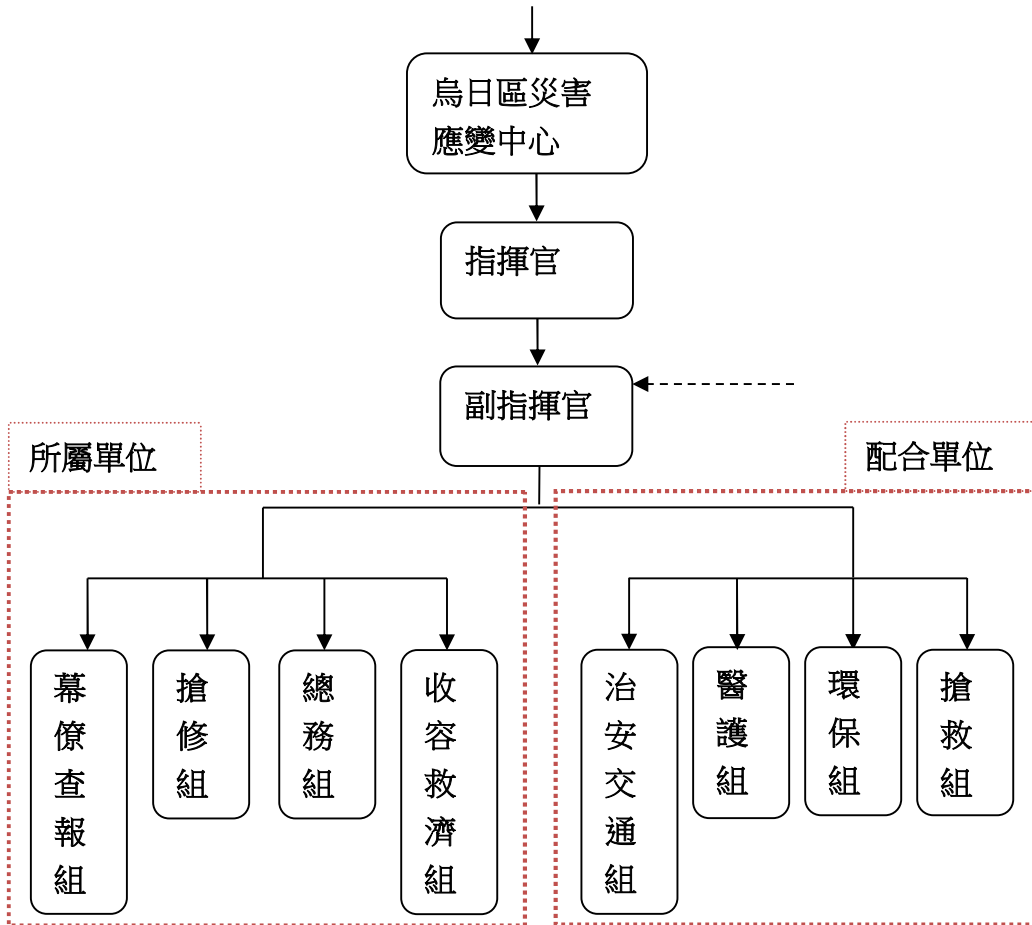 烏日區災害
應變中心
指揮官
副指揮官
所屬單位
配合單位
幕僚查報組
搶修組
總務組
收容救濟組
治安交通組
醫護組
環保組
搶救組